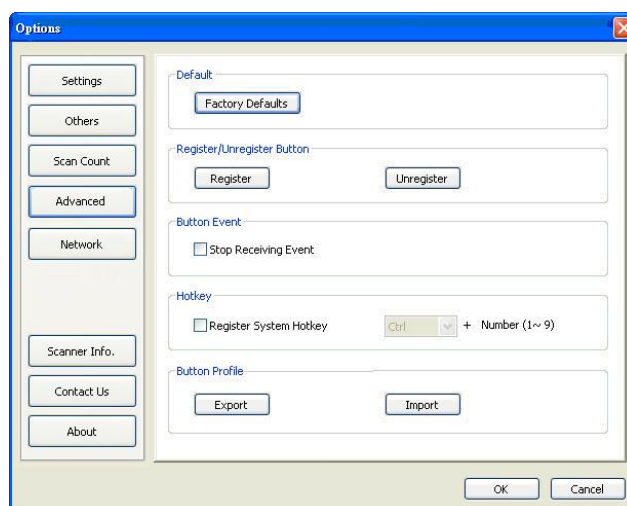 Options
Settings
Others
Scan Count
Advanced
Network
Scanner Info.
Contact Us
About
Default
Factory Defaults
Register/Unregister Button
Register Unregister
Button Event
Stop Receiving Event
Hotkey
Register System Hotkey Ctrl + Number (1~ 9)
Button Profile
Export Import
OK Cancel